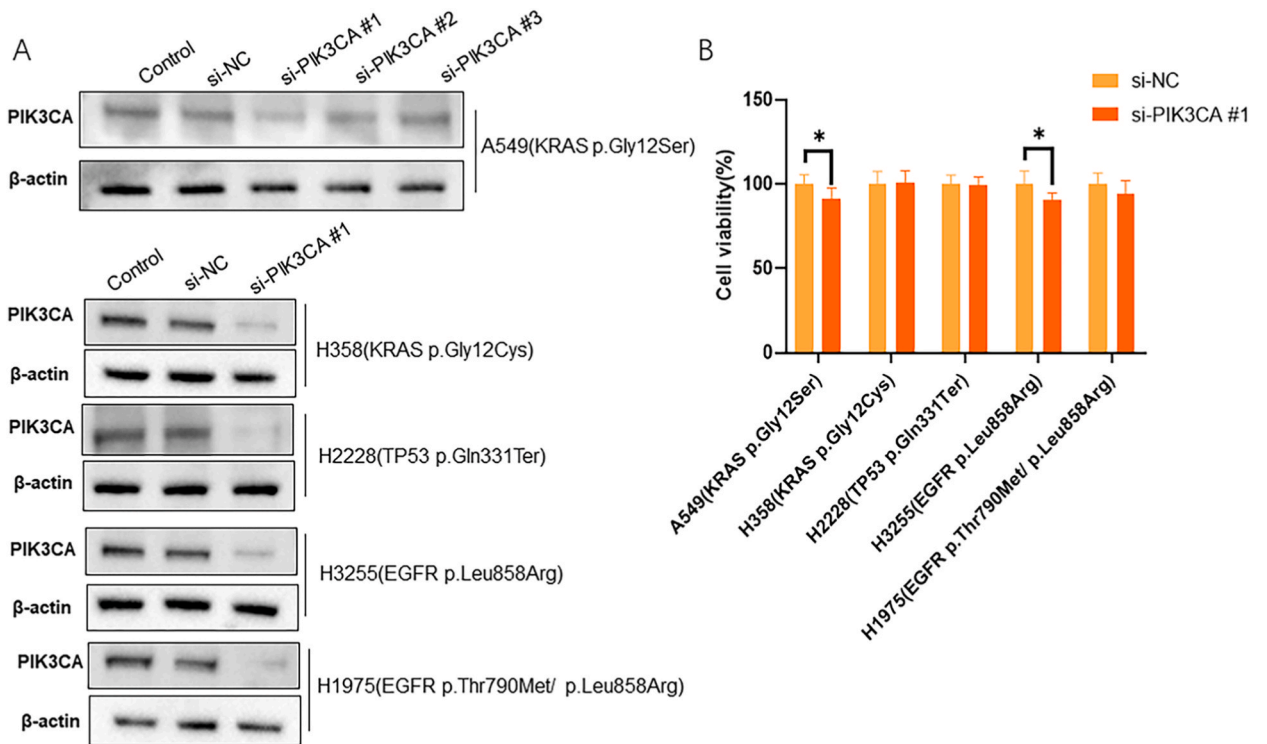 A
Control
si-NC
si-PIK3CA #1
si-PIK3CA #2
si-PIK3CA #3
PIK3CA
β-actin
A549(KRAS p.Gly12Ser)
Control
si-NC
si-PIK3CA #1
PIK3CA
β-actin
H358(KRAS p.Gly12Cys)
PIK3CA
β-actin
H2228(TP53 p.Gln331Ter)
PIK3CA
β-actin
H3255(EGFR p.Leu858Arg)
PIK3CA
β-actin
H1975(EGFR p.Thr790Met/ p.Leu858Arg)
B
si-NC
si-PIK3CA #1
Cell viability(%)
150
100
50
0
*
*
A549(KRAS p.Gly12Ser)
H358(KRAS p.Gly12Cys)
H2228(TP53 p.Gln331Ter)
H3255(EGFR p.Leu858Arg)
H1975(EGFR p.Thr790Met/ p.Leu858Arg)